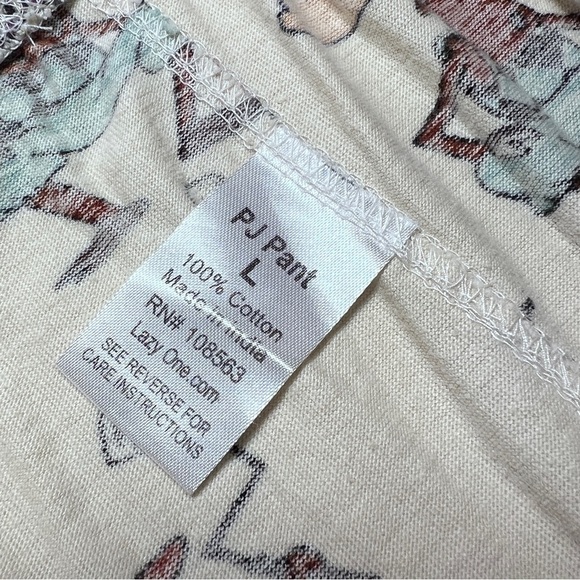 PJ Pant
L
100% Cotton
Made in India
RN# 108563
Lazy One.com
SEE REVERSE FOR
CARE INSTRUCTIONS